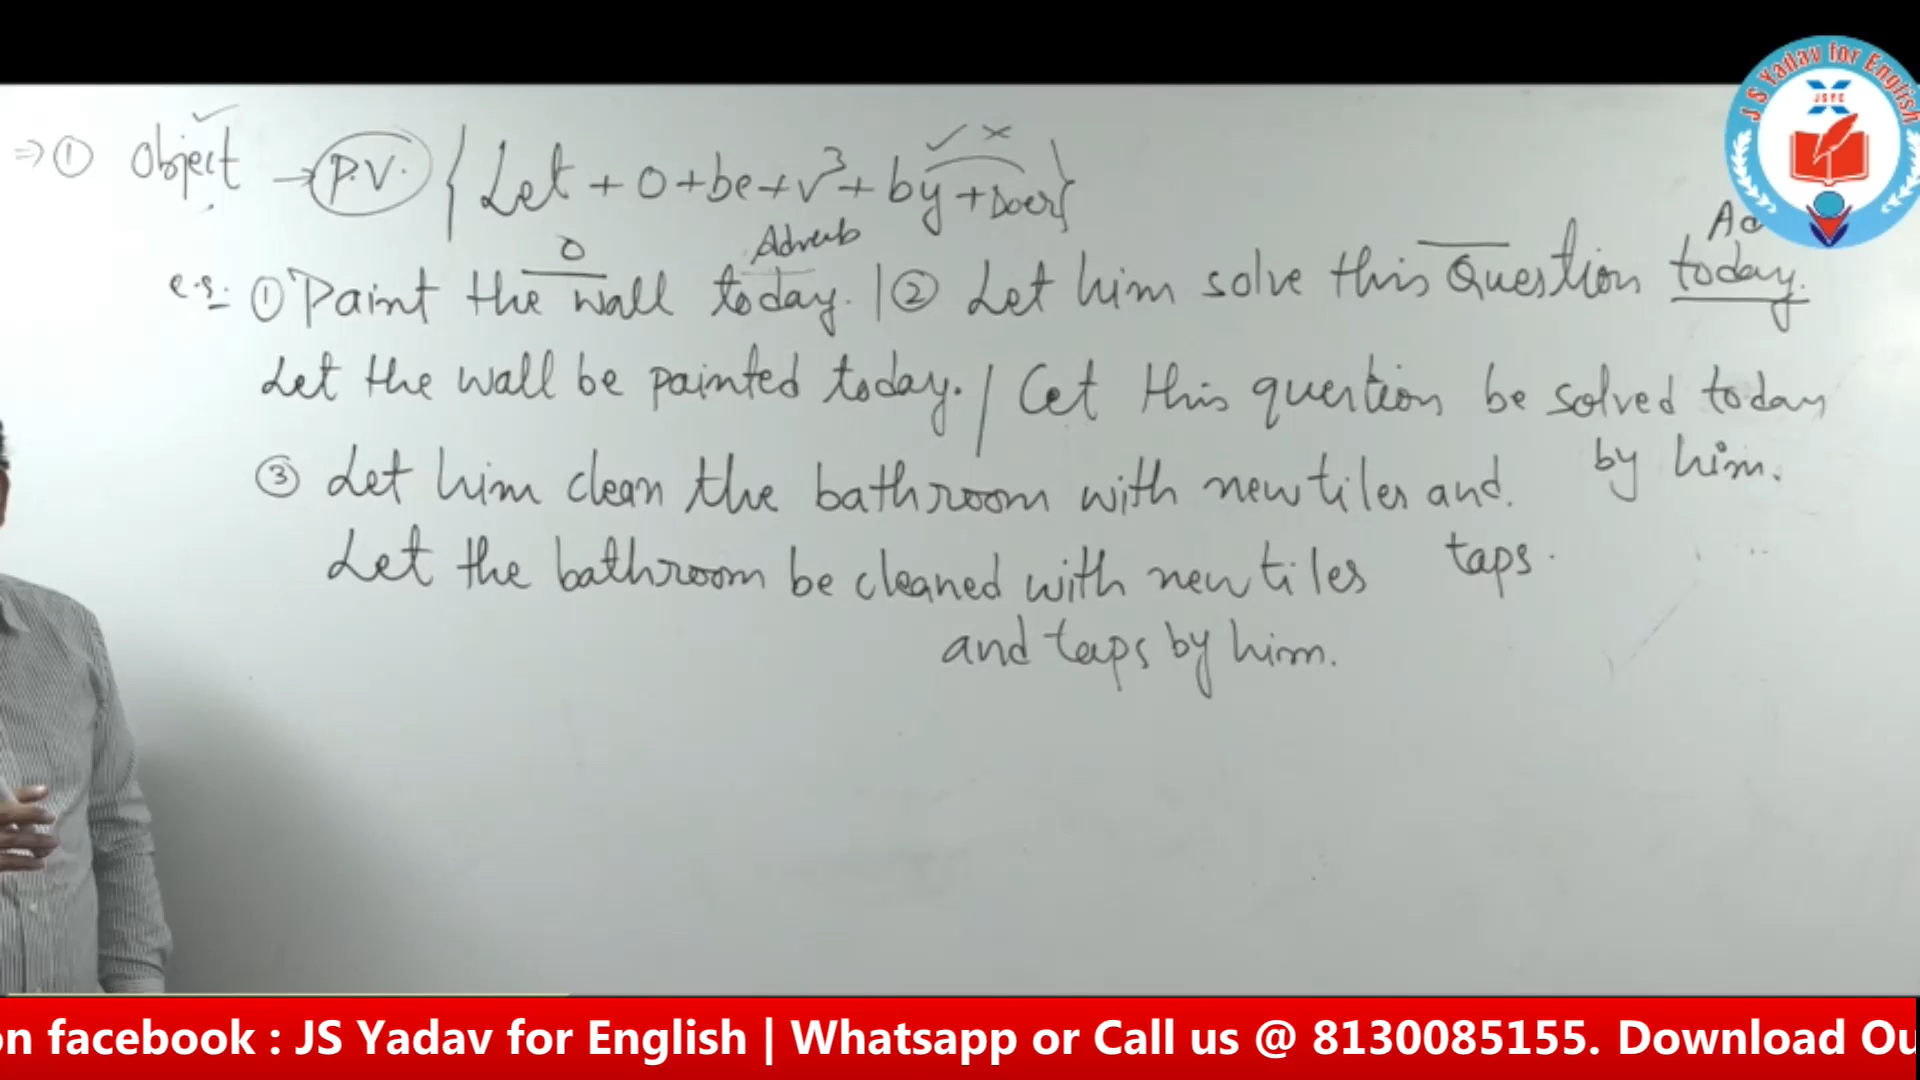 ⇒ ① Object → P.V. { Let + O + be + v³ + by + Doer }
✓ ✓ ×
O Adverb
e.g. ① Paint the wall today. | ② Let him solve this Question today.
Let the wall be painted today. / Let this question be solved today
by him.
③ Let him clean the bathroom with new tiles and
taps.
Let the bathroom be cleaned with new tiles
and taps by him.
J S Yadav for English
JSYE
on facebook : JS Yadav for English | Whatsapp or Call us @ 8130085155. Download Ou